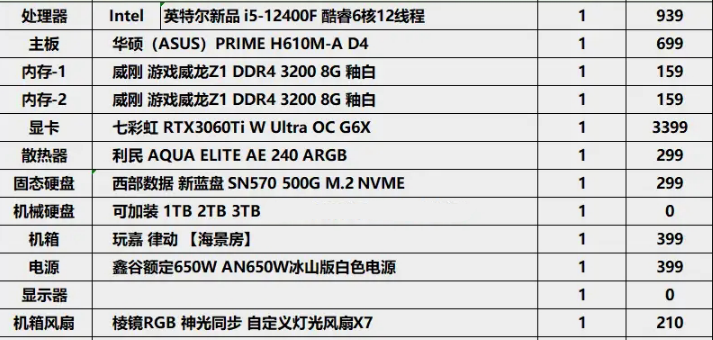 处理器 Intel 英特尔新品 i5-12400F 酷睿6核12线程 1 939
主板 华硕（ASUS）PRIME H610M-A D4 1 699
内存-1 威刚 游戏威龙Z1 DDR4 3200 8G 釉白 1 159
内存-2 威刚 游戏威龙Z1 DDR4 3200 8G 釉白 1 159
显卡 七彩虹 RTX3060Ti W Ultra OC G6X 1 3399
散热器 利民 AQUA ELITE AE 240 ARGB 1 299
固态硬盘 西部数据 新蓝盘 SN570 500G M.2 NVME 1 299
机械硬盘 可加装 1TB 2TB 3TB 1 0
机箱 玩嘉 律动 【海景房】 1 399
电源 鑫谷额定650W AN650W冰山版白色电源 1 399
显示器 1 0
机箱风扇 棱镜RGB 神光同步 自定义灯光风扇X7 1 210